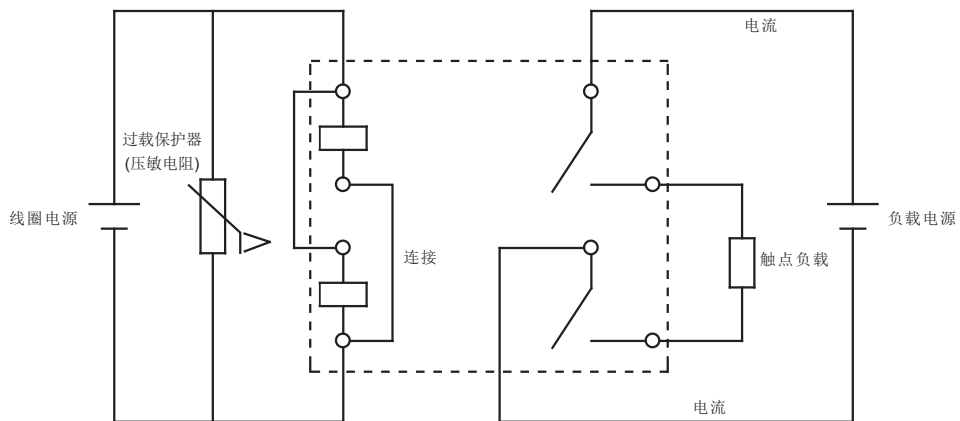 电流
过载保护器
(压敏电阻)
线圈电源
负载电源
连接
触点负载
电流